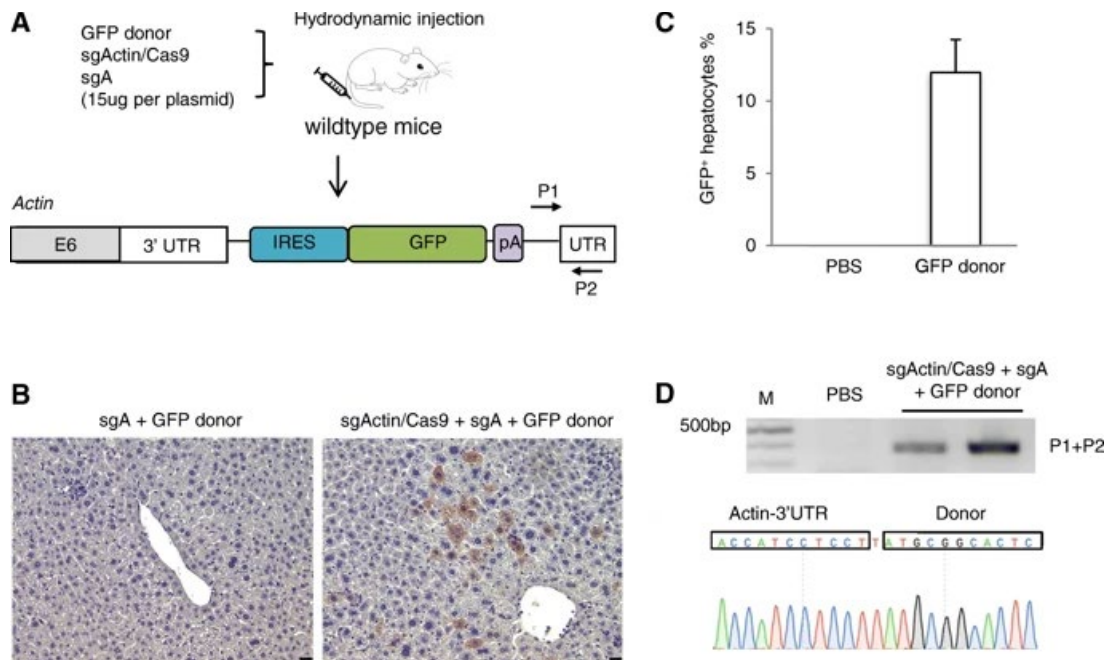 A
GFP donor
sgActin/Cas9
sgA
(15ug per plasmid)
Hydrodynamic injection
wildtype mice
Actin
P1
E6
3' UTR
IRES
GFP
pA
UTR
P2
B
sgA + GFP donor
sgActin/Cas9 + sgA + GFP donor
C
GFP+ hepatocytes %
15
10
5
0
PBS
GFP donor
D
M
PBS
sgActin/Cas9 + sgA
+ GFP donor
500bp
P1+P2
Actin-3'UTR
Donor
ACCATCCTCCTTATGCGGCACTC